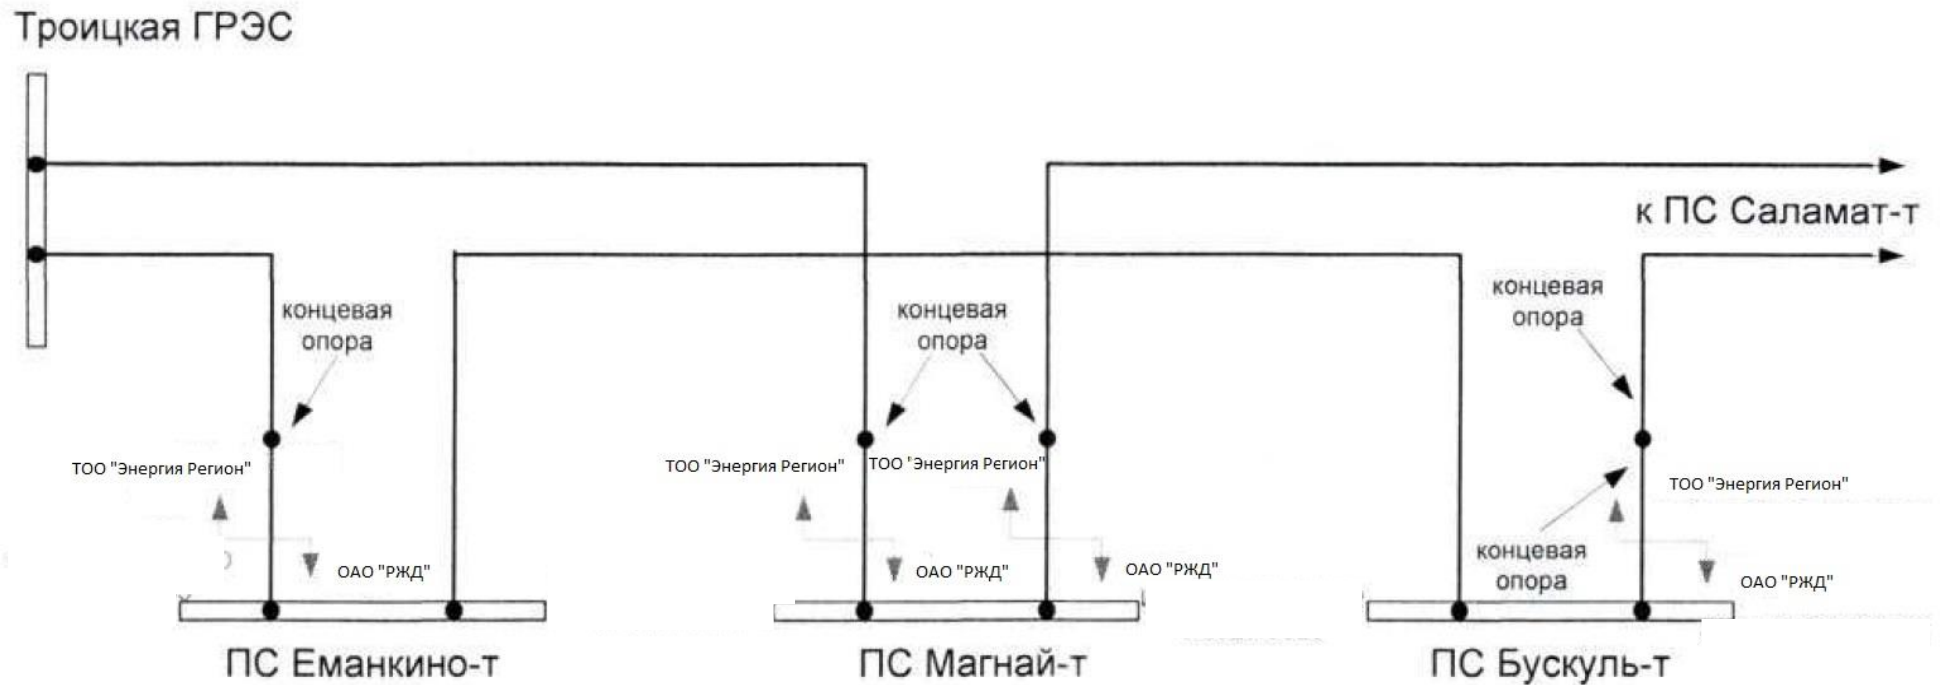 Троицкая ГРЭС
к ПС Саламат-т
концевая
опора
концевая
опора
концевая
опора
ТОО "Энергия Регион"
ТОО "Энергия Регион"
ТОО "Энергия Регион"
ТОО "Энергия Регион"
концевая
опора
ОАО "РЖД"
ОАО "РЖД"
ОАО "РЖД"
ОАО "РЖД"
ПС Еманкино-т
ПС Магнай-т
ПС Бускуль-т